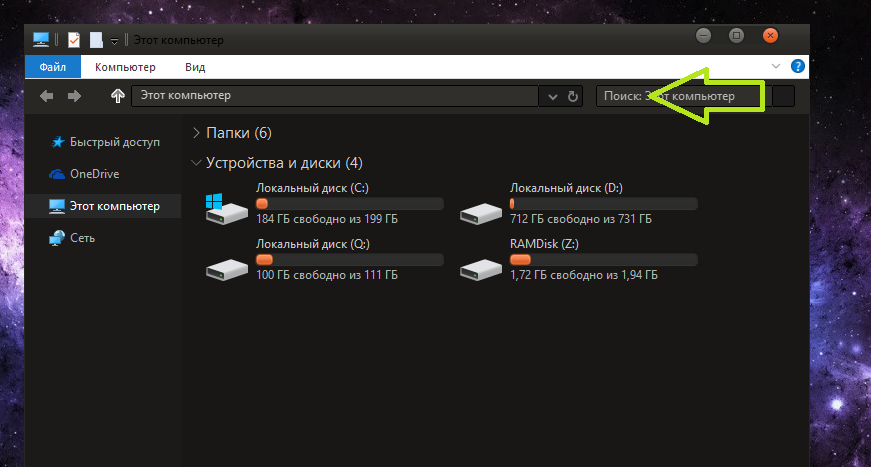 Этот компьютер
Файл Компьютер Вид
Этот компьютер Поиск: Этот компьютер
Быстрый доступ
OneDrive
Этот компьютер
Сеть
Папки (6)
Устройства и диски (4)
Локальный диск (C:)
184 ГБ свободно из 199 ГБ
Локальный диск (D:)
712 ГБ свободно из 731 ГБ
Локальный диск (Q:)
100 ГБ свободно из 111 ГБ
RAMDisk (Z:)
1,72 ГБ свободно из 1,94 ГБ